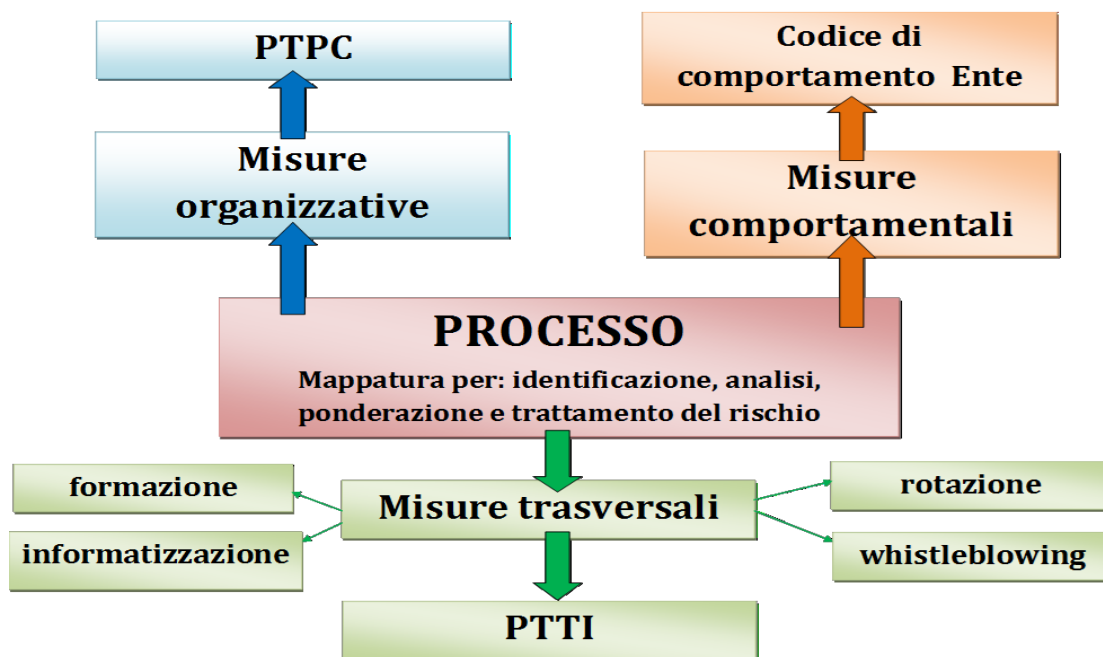 PTPC
Codice di
comportamento Ente
Misure
organizzative
Misure
comportamentali
PROCESSO
Mappatura per: identificazione, analisi,
ponderazione e trattamento del rischio
formazione
Misure trasversali
rotazione
informatizzazione
whistleblowing
PTTI